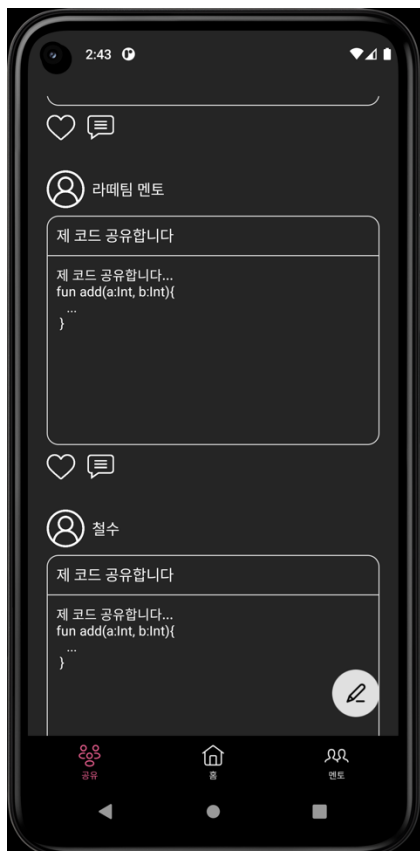 2:43
라떼팀 멘토
제 코드 공유합니다
제 코드 공유합니다...
fun add(a:Int, b:Int){
...
}
철수
제 코드 공유합니다
제 코드 공유합니다...
fun add(a:Int, b:Int){
...
}
공유
홈
멘토